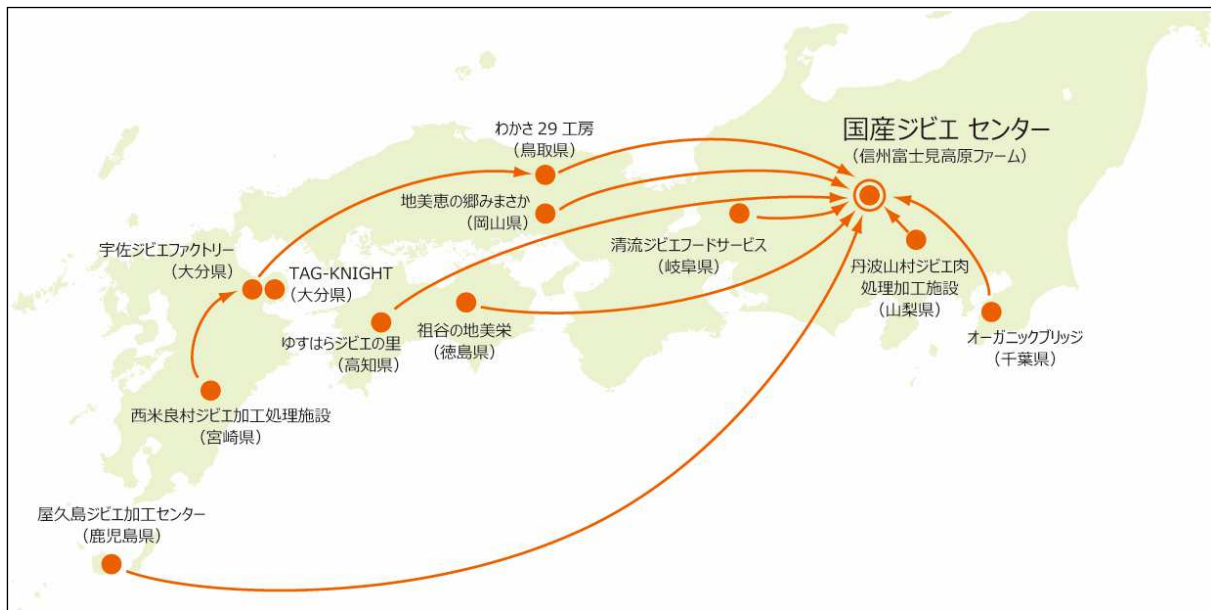 わかさ 29 工房
（鳥取県）
国産ジビエ センター
（信州富士見高原ファーム）
地美恵の郷みまさか
（岡山県）
清流ジビエフードサービス
（岐阜県）
宇佐ジビエファクトリー
（大分県）
TAG-KNIGHT
（大分県）
丹波山村ジビエ肉
処理加工施設
（山梨県）
ゆすはらジビエの里
（高知県）
祖谷の地美栄
（徳島県）
オーガニックブリッジ
（千葉県）
西米良村ジビエ加工処理施設
（宮崎県）
屋久島ジビエ加工センター
（鹿児島県）